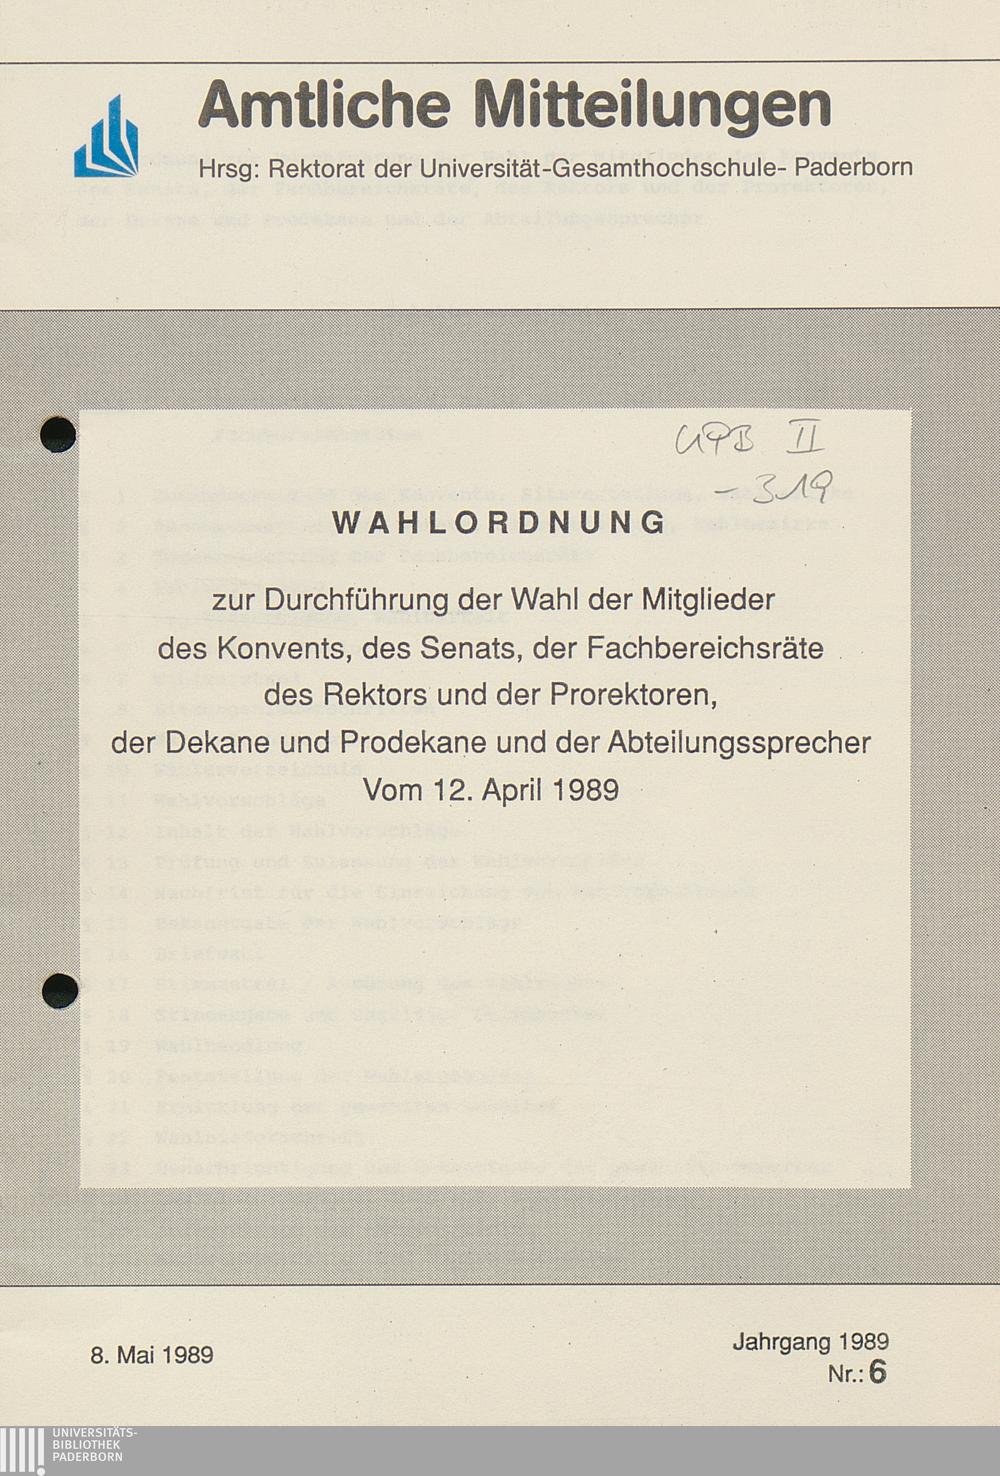 Amtliche Mitteilungen
Hrsg: Rektorat der Universität-Gesamthochschule- Paderborn
UPB II
-319
WAHLORDNUNG
zur Durchführung der Wahl der Mitglieder
des Konvents, des Senats, der Fachbereichsräte
des Rektors und der Prorektoren,
der Dekane und Prodekane und der Abteilungssprecher
Vom 12. April 1989
8. Mai 1989
Jahrgang 1989
Nr.: 6
UNIVERSITÄTS-
BIBLIOTHEK
PADERBORN